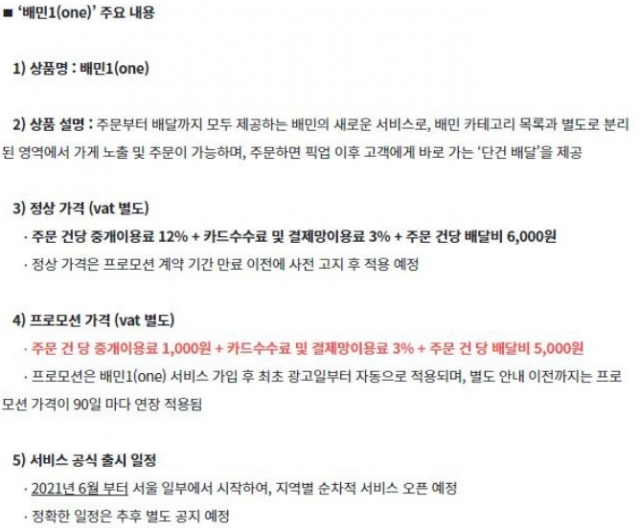 ■ ‘배민1(one)’ 주요 내용
1) 상품명 : 배민1(one)
2) 상품 설명 : 주문부터 배달까지 모두 제공하는 배민의 새로운 서비스로, 배민 카테고리 목록과 별도로 분리
된 영역에서 가게 노출 및 주문이 가능하며, 주문하면 픽업 이후 고객에게 바로 가는 ‘단건 배달’을 제공
3) 정상 가격 (vat 별도)
· 주문 건당 중개이용료 12% + 카드수수료 및 결제망이용료 3% + 주문 건당 배달비 6,000원
· 정상 가격은 프로모션 계약 기간 만료 이전에 사전 고지 후 적용 예정
4) 프로모션 가격 (vat 별도)
· 주문 건 당 중개이용료 1,000원 + 카드수수료 및 결제망이용료 3% + 주문 건 당 배달비 5,000원
· 프로모션은 배민1(one) 서비스 가입 후 최초 광고일부터 자동으로 적용되며, 별도 안내 이전까지는 프로
모션 가격이 90일 마다 연장 적용됨
5) 서비스 공식 출시 일정
· 2021년 6월 부터 서울 일부에서 시작하여, 지역별 순차적 서비스 오픈 예정
· 정확한 일정은 추후 별도 공지 예정